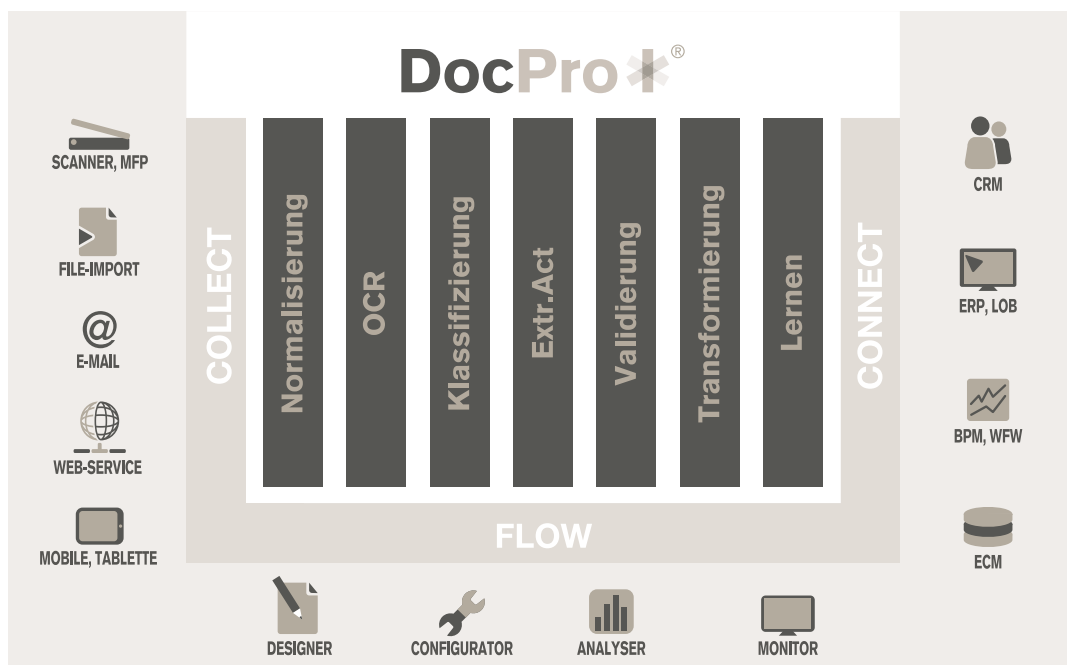 DocPro ®
SCANNER, MFP
FILE-IMPORT
@
E-MAIL
WEB-SERVICE
MOBILE, TABLETTE
COLLECT
Normalisierung
OCR
Klassifizierung
Extr.Act
Validierung
Transformierung
Lernen
CONNECT
FLOW
CRM
ERP, LOB
BPM, WFW
ECM
DESIGNER
CONFIGURATOR
ANALYSER
MONITOR